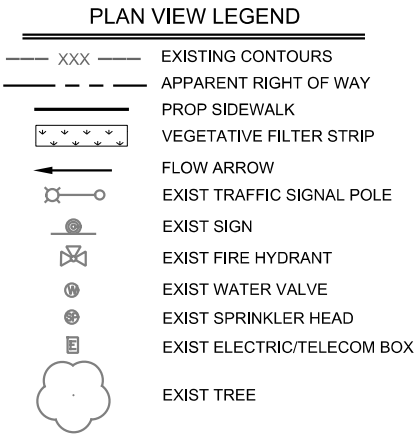 PLAN VIEW LEGEND
XXX EXISTING CONTOURS
APPARENT RIGHT OF WAY
PROP SIDEWALK
VEGETATIVE FILTER STRIP
FLOW ARROW
EXIST TRAFFIC SIGNAL POLE
EXIST SIGN
EXIST FIRE HYDRANT
W EXIST WATER VALVE
SP EXIST SPRINKLER HEAD
E EXIST ELECTRIC/TELECOM BOX
EXIST TREE